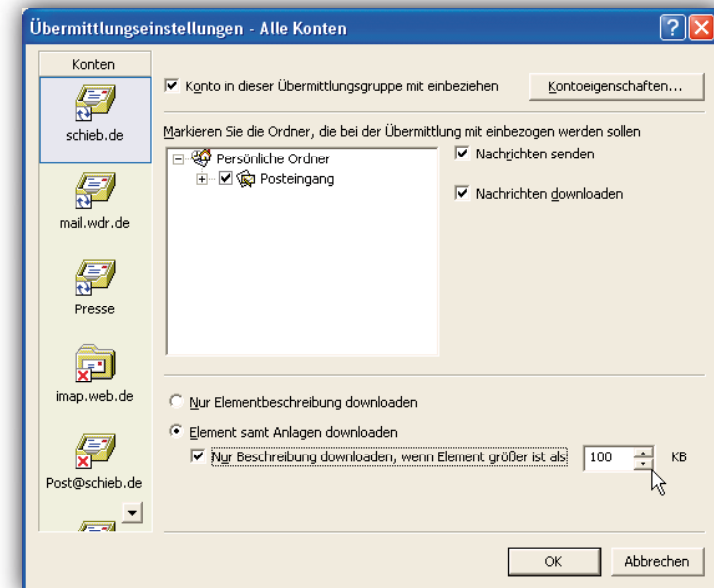 Übermittlungseinstellungen - Alle Konten
Konten
schieb.de
mail.wdr.de
Presse
imap.web.de
Post@schieb.de
Konto in dieser Übermittlungsgruppe mit einbeziehen
Kontoeigenschaften...
Markieren Sie die Ordner, die bei der Übermittlung mit einbezogen werden sollen
Persönliche Ordner
Posteingang
Nachrichten senden
Nachrichten downloaden
Nur Elementbeschreibung downloaden
Element samt Anlagen downloaden
Nur Beschreibung downloaden, wenn Element größer ist als 100 KB
OK
Abbrechen